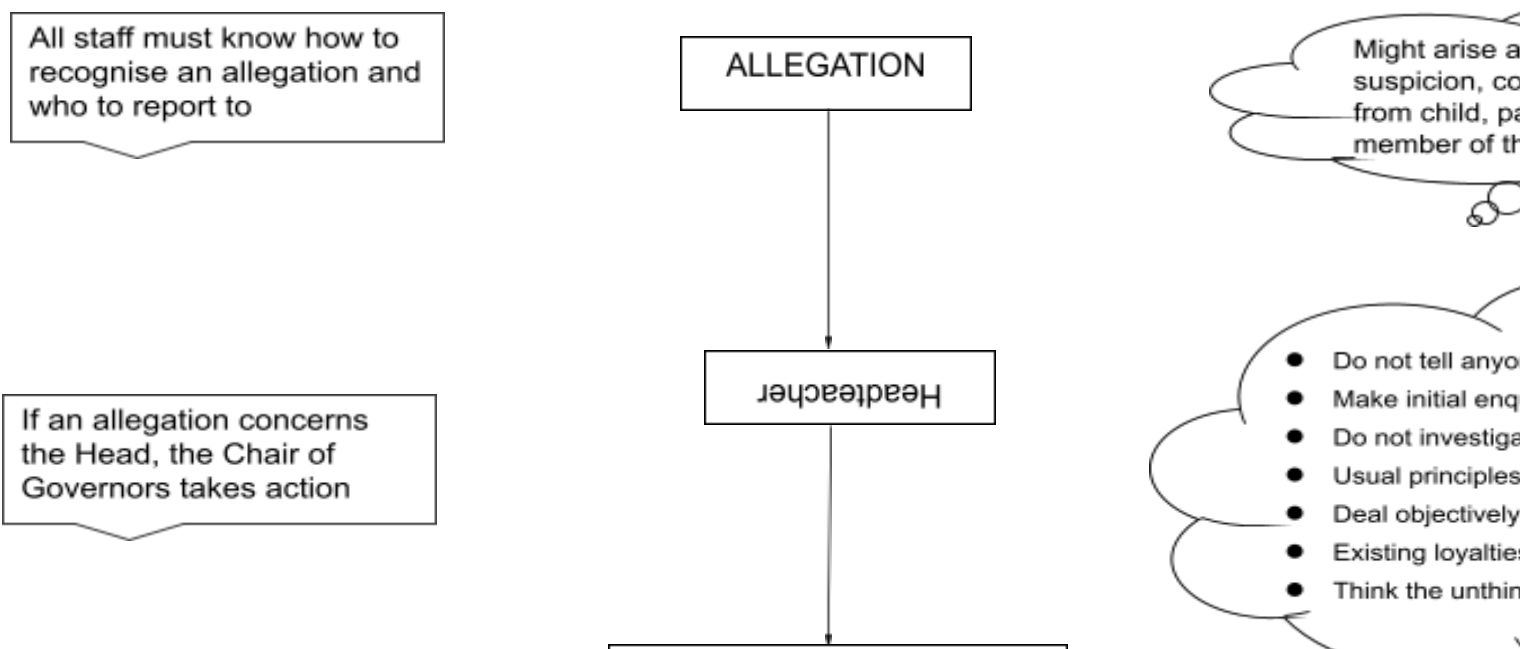 All staff must know how to
recognise an allegation and
who to report to
ALLEGATION
Might arise a
suspicion, co
from child, pa
member of th
Headteacher
If an allegation concerns
the Head, the Chair of
Governors takes action
Do not tell anyo
Make initial enq
Do not investiga
Usual principles
Deal objectively
Existing loyaltie
Think the unthin